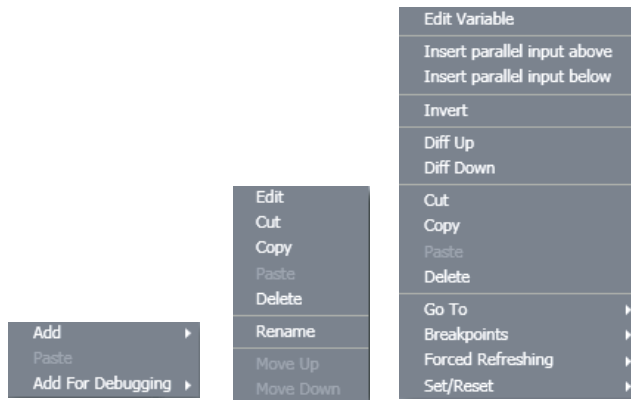 Add
Paste
Add For Debugging
Edit
Cut
Copy
Paste
Delete
Rename
Move Up
Move Down
Edit Variable
Insert parallel input above
Insert parallel input below
Invert
Diff Up
Diff Down
Cut
Copy
Paste
Delete
Go To
Breakpoints
Forced Refreshing
Set/Reset